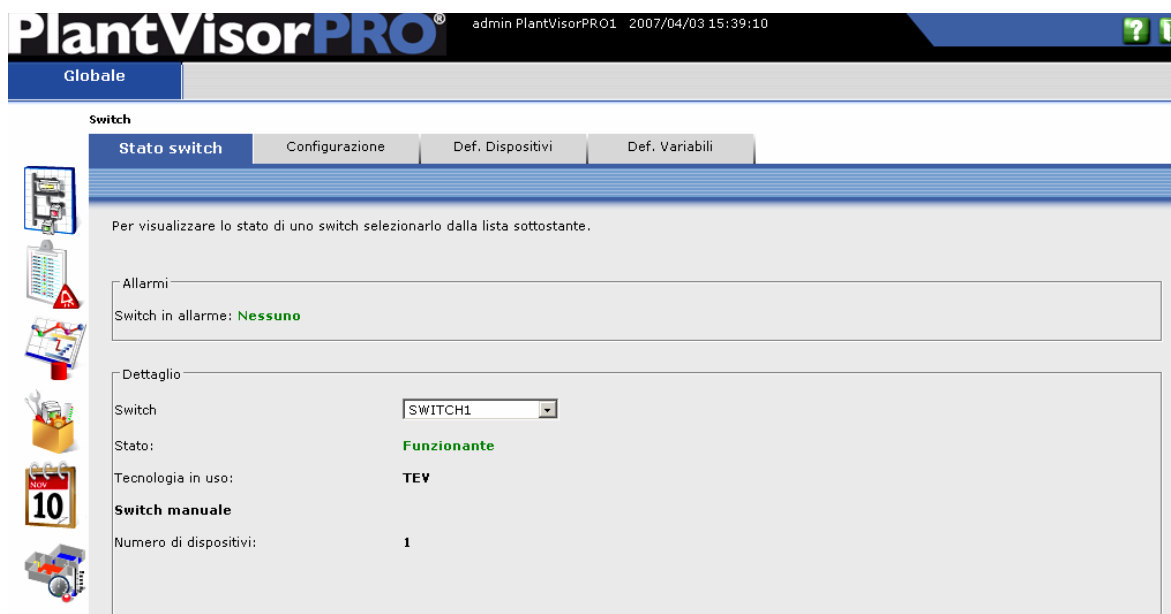 PlantVisorPRO®
admin PlantVisorPRO1 2007/04/03 15:39:10
?
Globale
Switch
Stato switch
Configurazione
Def. Dispositivi
Def. Variabili
Per visualizzare lo stato di uno switch selezionarlo dalla lista sottostante.
Allarmi
Switch in allarme: Nessuno
Dettaglio
Switch SWITCH1
Stato: Funzionante
Tecnologia in uso: TEV
Switch manuale
Numero di dispositivi: 1
NOV
10